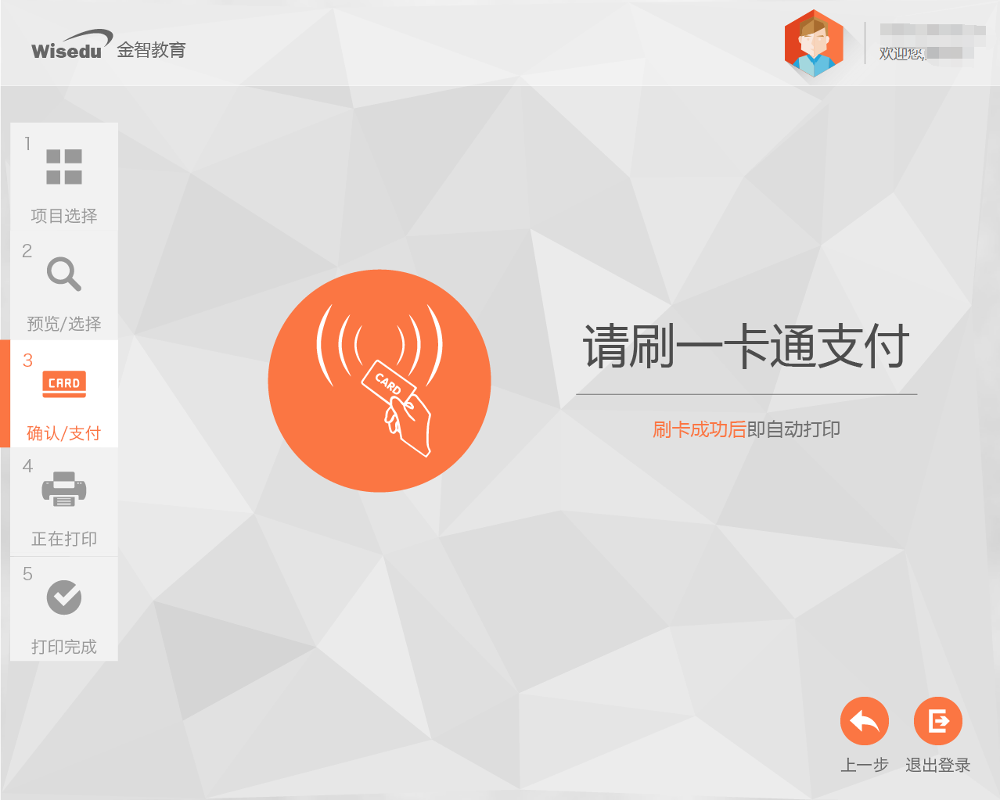 Wisedu 金智教育
欢迎您
1
项目选择
2
预览/选择
3
CARD
确认/支付
4
正在打印
5
打印完成
CARD
请刷一卡通支付
刷卡成功后即自动打印
上一步
退出登录